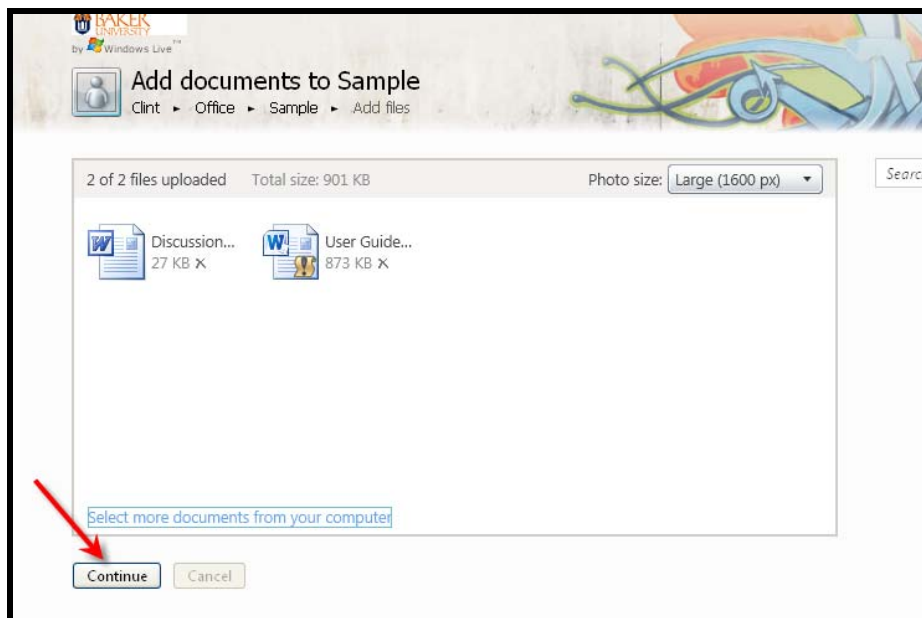 BAKER
UNIVERSITY
by Windows Live™
Add documents to Sample
Clint ► Office ► Sample ► Add files
2 of 2 files uploaded Total size: 901 KB Photo size: Large (1600 px)
Discussion... User Guide...
27 KB × 873 KB ×
Select more documents from your computer
Continue Cancel